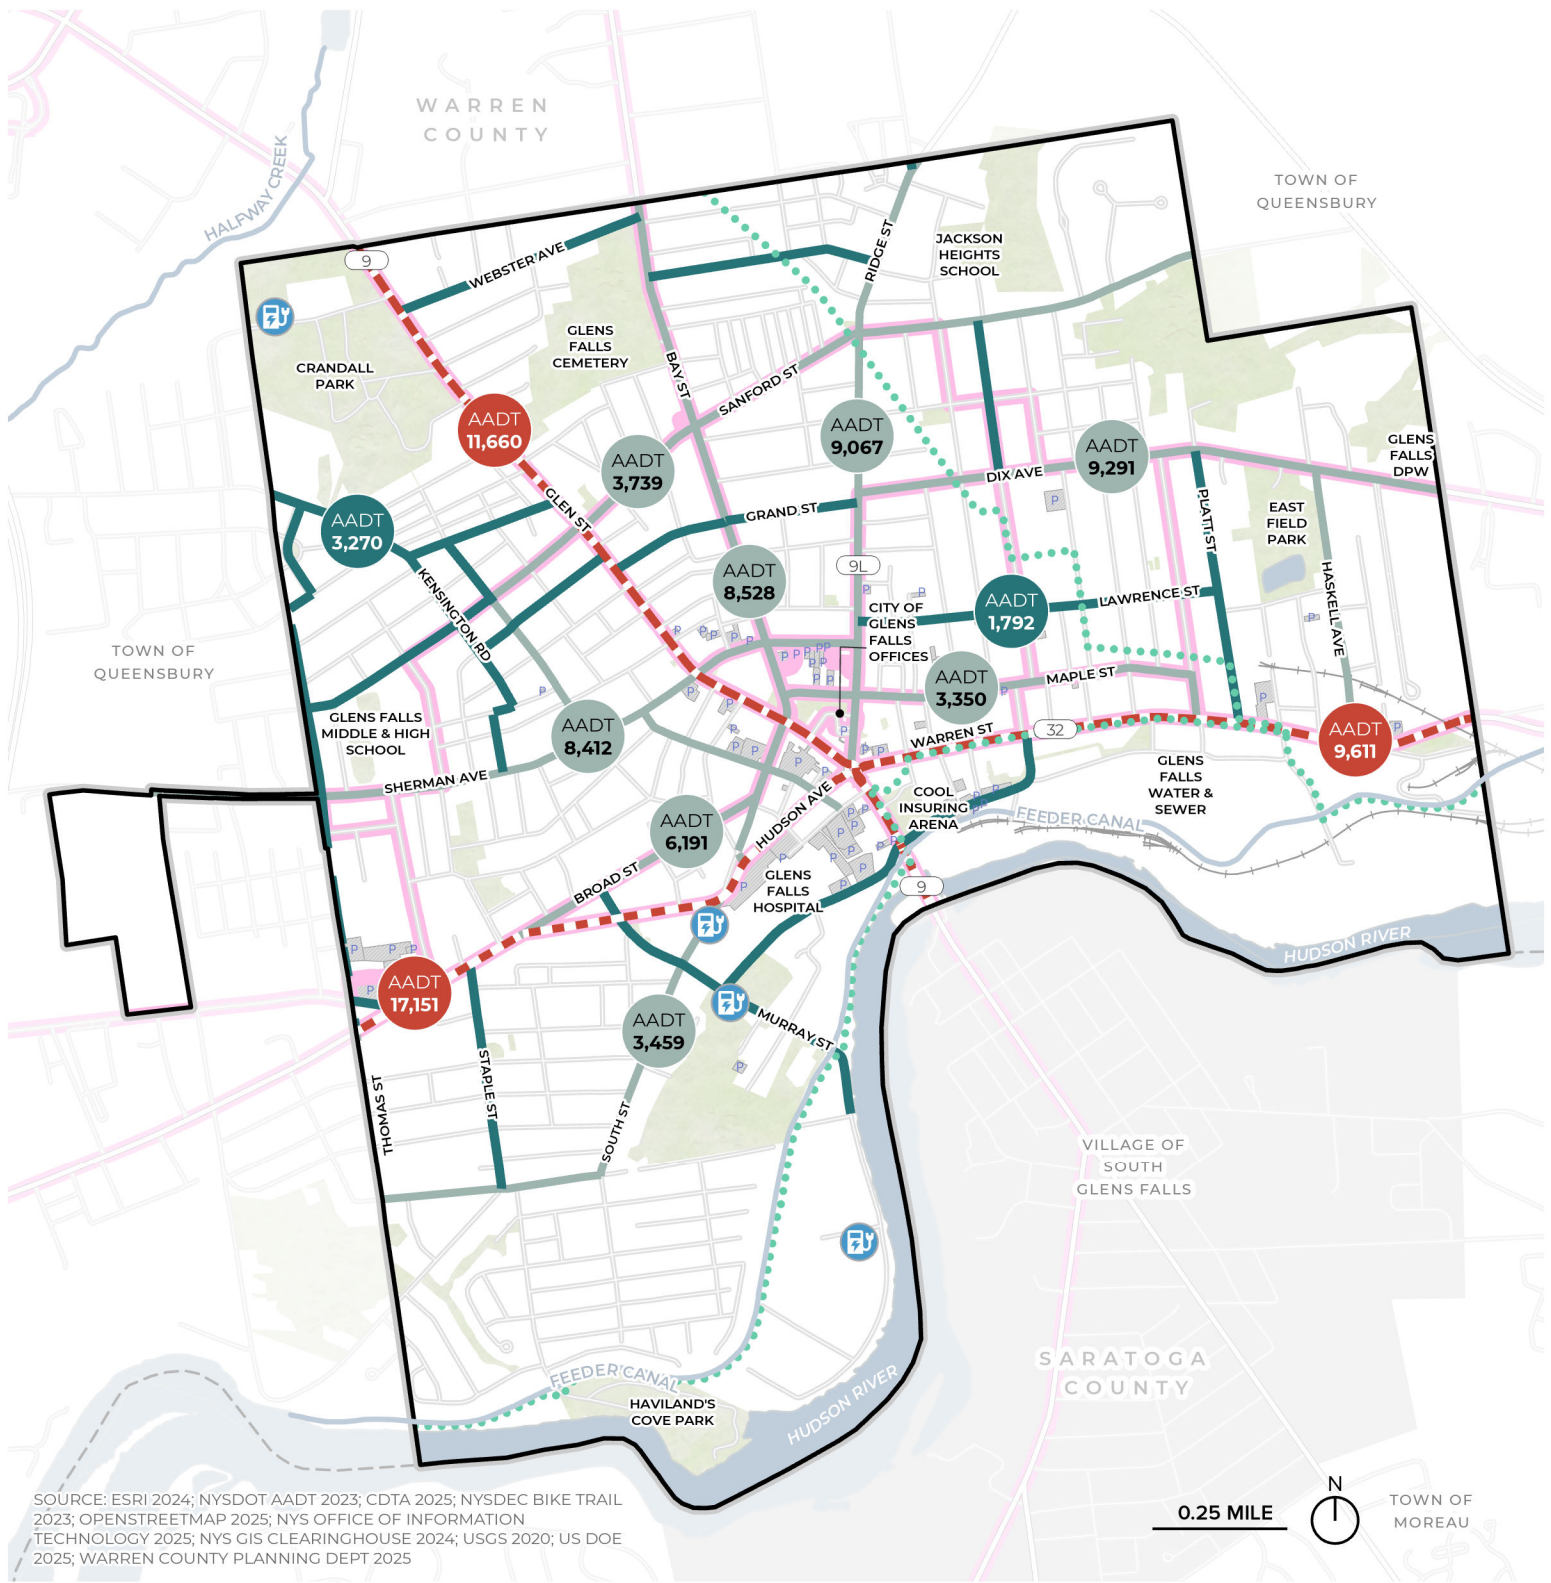 WARREN
COUNTY
HALFWAY CREEK
TOWN OF
QUEENSBURY
9
WEBSTER AVE
RIDGE ST
JACKSON
HEIGHTS
SCHOOL
GLENS
FALLS
CEMETERY
CRANDALL
PARK
BAY ST
SANFORD ST
AADT
11,660
AADT
3,739
AADT
9,067
AADT
9,291
GLENS
FALLS
DPW
DIX AVE
P
GLEN ST
GRAND ST
PLATT ST
EAST
FIELD
PARK
AADT
3,270
9L
AADT
8,528
KENSINGTON RD
CITY OF
GLENS
FALLS
OFFICES
AADT
1,792
LAWRENCE ST
HASKELL AVE
TOWN OF
QUEENSBURY
AADT
3,350
MAPLE ST
GLENS FALLS
MIDDLE & HIGH
SCHOOL
AADT
8,412
WARREN ST
32
AADT
9,611
SHERMAN AVE
GLENS
FALLS
WATER &
SEWER
HUDSON AVE
COOL
INSURING
ARENA
FEEDER CANAL
AADT
6,191
BROAD ST
GLENS
FALLS
HOSPITAL
9
HUDSON RIVER
AADT
17,151
AADT
3,459
MURRAY ST
STAPLE ST
THOMAS ST
SOUTH ST
VILLAGE OF
SOUTH
GLENS FALLS
SARATOGA
COUNTY
FEEDER CANAL
HAVILAND'S
COVE PARK
HUDSON RIVER
N
0.25 MILE
TOWN OF
MOREAU
SOURCE: ESRI 2024; NYSDOT AADT 2023; CDTA 2025; NYSDEC BIKE TRAIL
2023; OPENSTREETMAP 2025; NYS OFFICE OF INFORMATION
TECHNOLOGY 2025; NYS GIS CLEARINGHOUSE 2024; USGS 2020; US DOE
2025; WARREN COUNTY PLANNING DEPT 2025